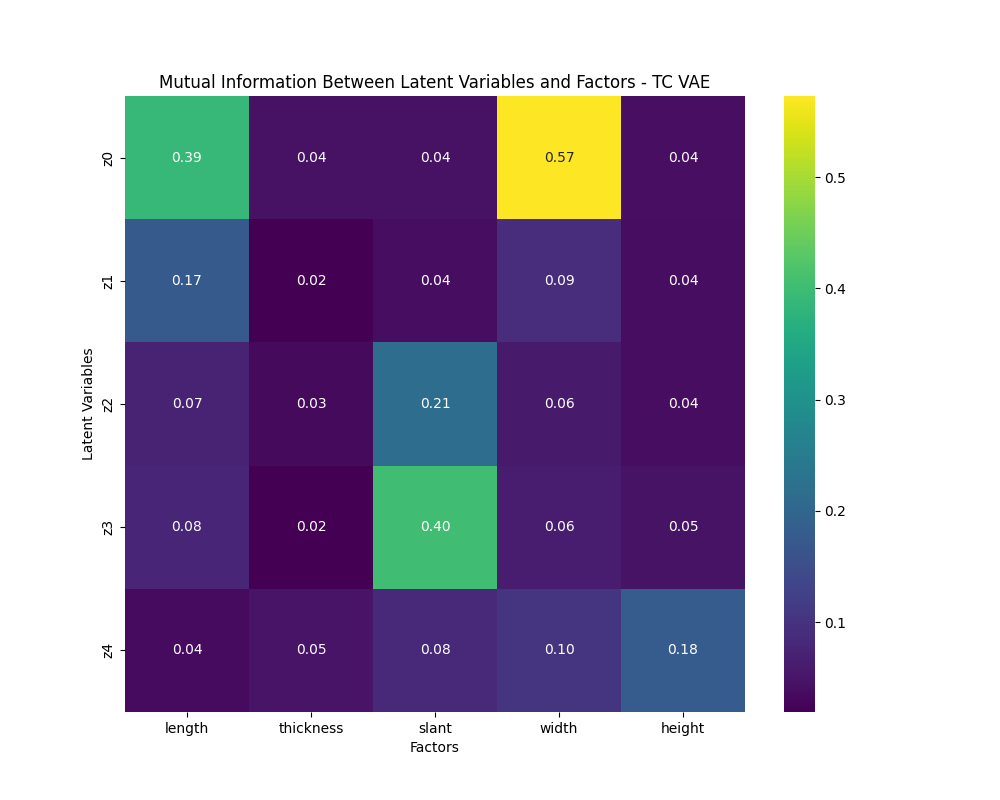 Mutual Information Between Latent Variables and Factors - TC VAE
z0 0.39 0.04 0.04 0.57 0.04
z1 0.17 0.02 0.04 0.09 0.04
z2 0.07 0.03 0.21 0.06 0.04
z3 0.08 0.02 0.40 0.06 0.05
z4 0.04 0.05 0.08 0.10 0.18
Latent Variables
length thickness slant width height
Factors
0.5
0.4
0.3
0.2
0.1